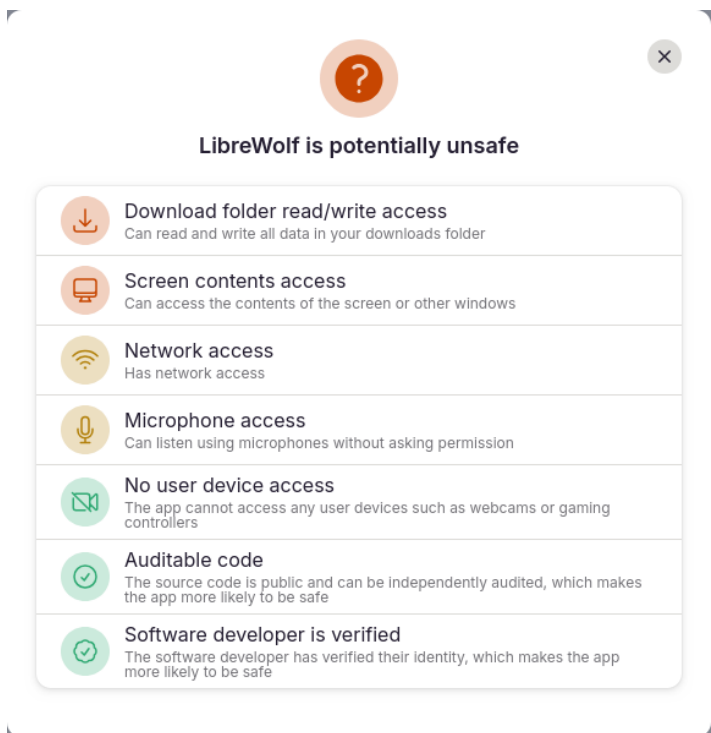 ?
LibreWolf is potentially unsafe
Download folder read/write access
Can read and write all data in your downloads folder
Screen contents access
Can access the contents of the screen or other windows
Network access
Has network access
Microphone access
Can listen using microphones without asking permission
No user device access
The app cannot access any user devices such as webcams or gaming
controllers
Auditable code
The source code is public and can be independently audited, which makes
the app more likely to be safe
Software developer is verified
The software developer has verified their identity, which makes the app
more likely to be safe